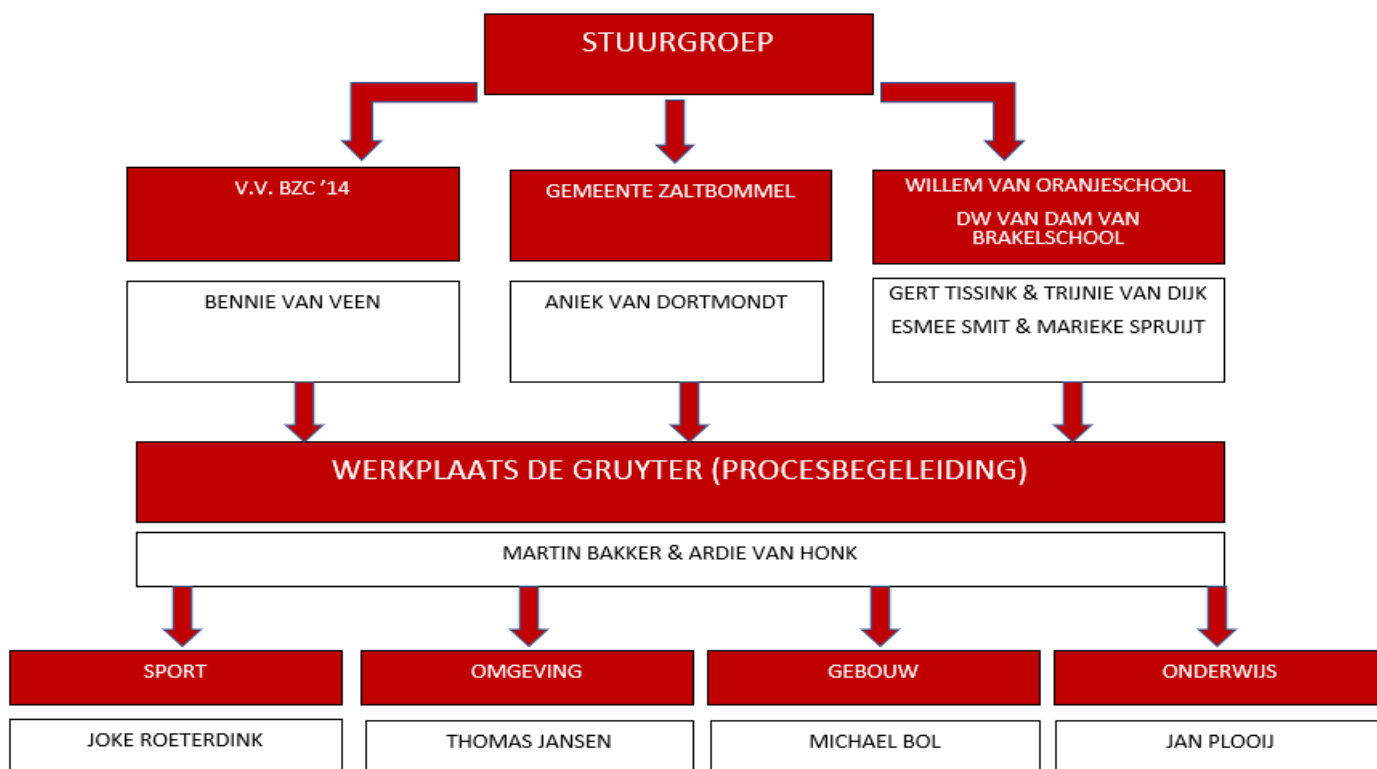 STUURGROEP
V.V. BZC ’14
GEMEENTE ZALTBOMMEL
WILLEM VAN ORANJESCHOOL
DW VAN DAM VAN
BRAKELSCHOOL
BENNIE VAN VEEN
ANIEK VAN DORTMONDT
GERT TISSINK & TRIJNIE VAN DIJK
ESMEE SMIT & MARIEKE SPRUIJT
WERKPLAATS DE GRUYTER (PROCESBEGELEIDING)
MARTIN BAKKER & ARDIE VAN HONK
SPORT
OMGEVING
GEBOUW
ONDERWIJS
JOKE ROETERDINK
THOMAS JANSEN
MICHAEL BOL
JAN PLOOIJ